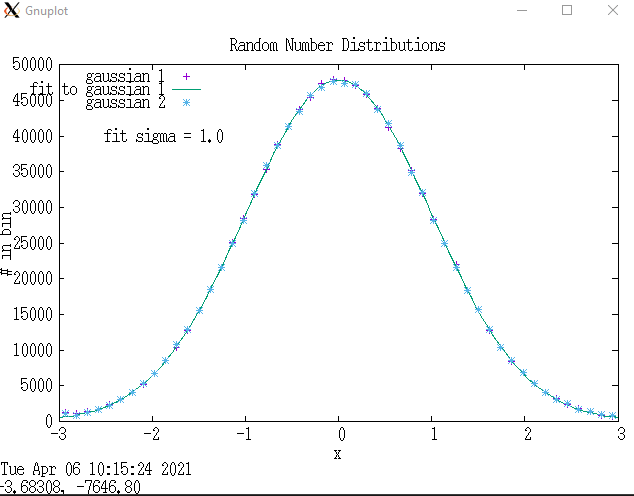 Gnuplot
Random Number Distributions
gaussian 1
fit to gaussian 1
gaussian 2
fit sigma = 1.0
50000
45000
40000
35000
30000
25000
20000
15000
10000
5000
0
# in bin
-3 -2 -1 0 1 2 3
x
Tue Apr 06 10:15:24 2021
-3.68308, -7646.80